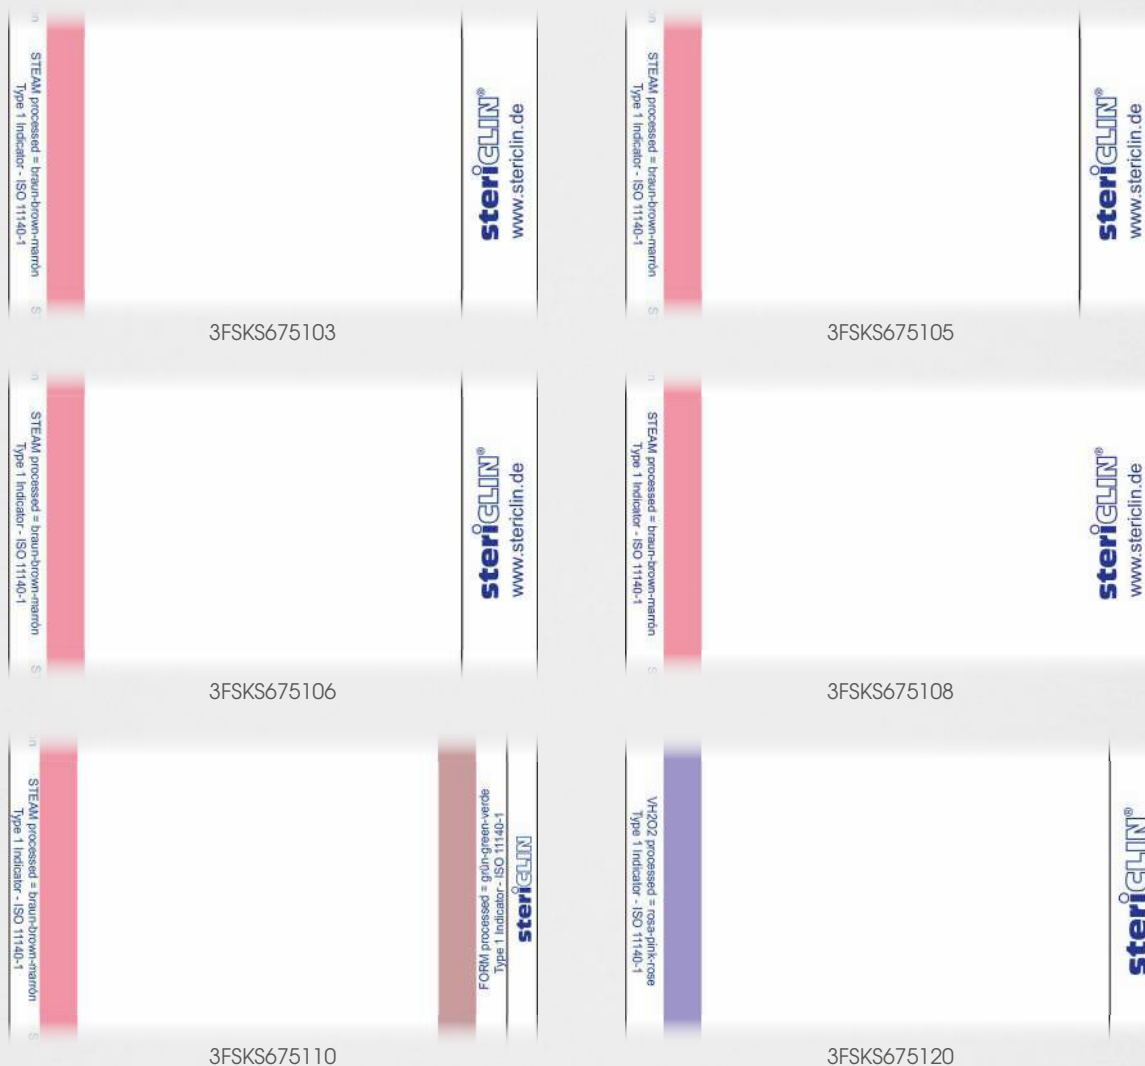 STEAM processed = braun-brown-marrón
Type 1 Indicator - ISO 11140-1
stericLIN®
www.stericlin.de
3FSKS675103
STEAM processed = braun-brown-marrón
Type 1 Indicator - ISO 11140-1
stericLIN®
www.stericlin.de
3FSKS675105
STEAM processed = braun-brown-marrón
Type 1 Indicator - ISO 11140-1
stericLIN®
www.stericlin.de
3FSKS675106
STEAM processed = braun-brown-marrón
Type 1 Indicator - ISO 11140-1
stericLIN®
www.stericlin.de
3FSKS675108
STEAM processed = braun-brown-marrón
Type 1 Indicator - ISO 11140-1
FORM processed = grün-green-verde
Type 1 Indicator - ISO 11140-1
stericLIN
3FSKS675110
VH2O2 processed = rosa-pink-rose
Type 1 Indicator - ISO 11140-1
stericLIN®
3FSKS675120